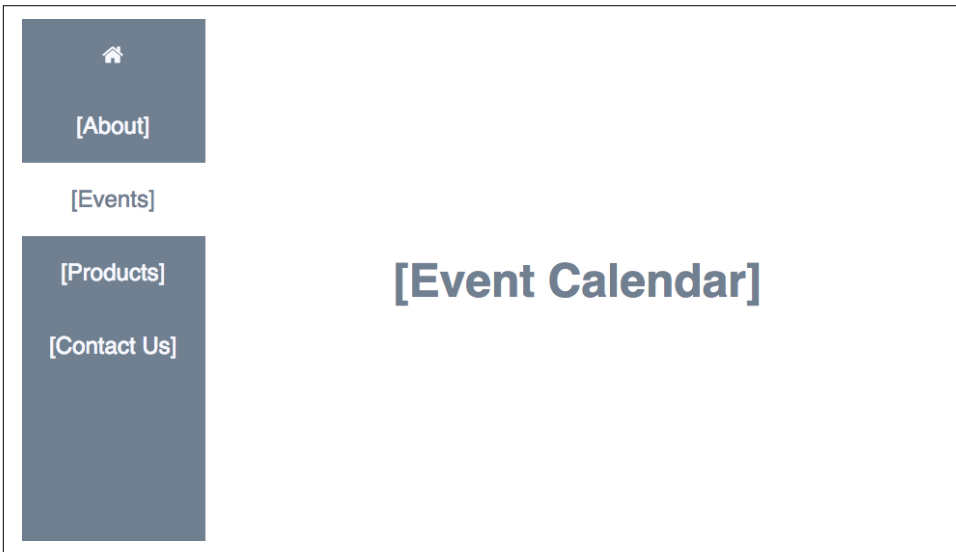 [About]
[Events]
[Products]
[Contact Us]
[Event Calendar]